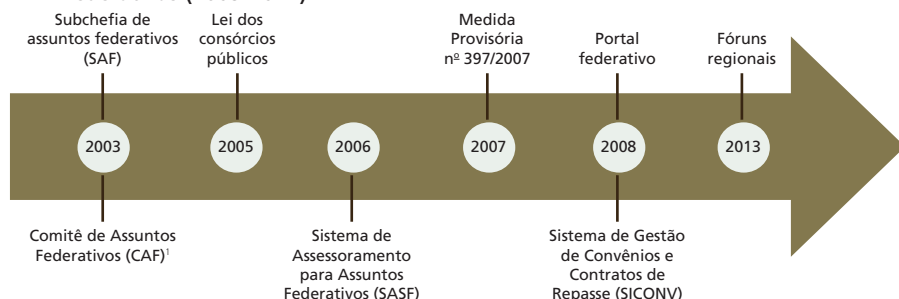 Subchefia de
assuntos federativos
(SAF)
Lei dos
consórcios
públicos
Medida
Provisória
nº 397/2007
Portal
federativo
Fóruns
regionais
2003
2005
2006
2007
2008
2013
Comitê de Assuntos
Federativos (CAF)¹
Sistema de
Assessoramento
para Assuntos
Federativos (SASF)
Sistema de Gestão
de Convênios e
Contratos de
Repasse (SICONV)